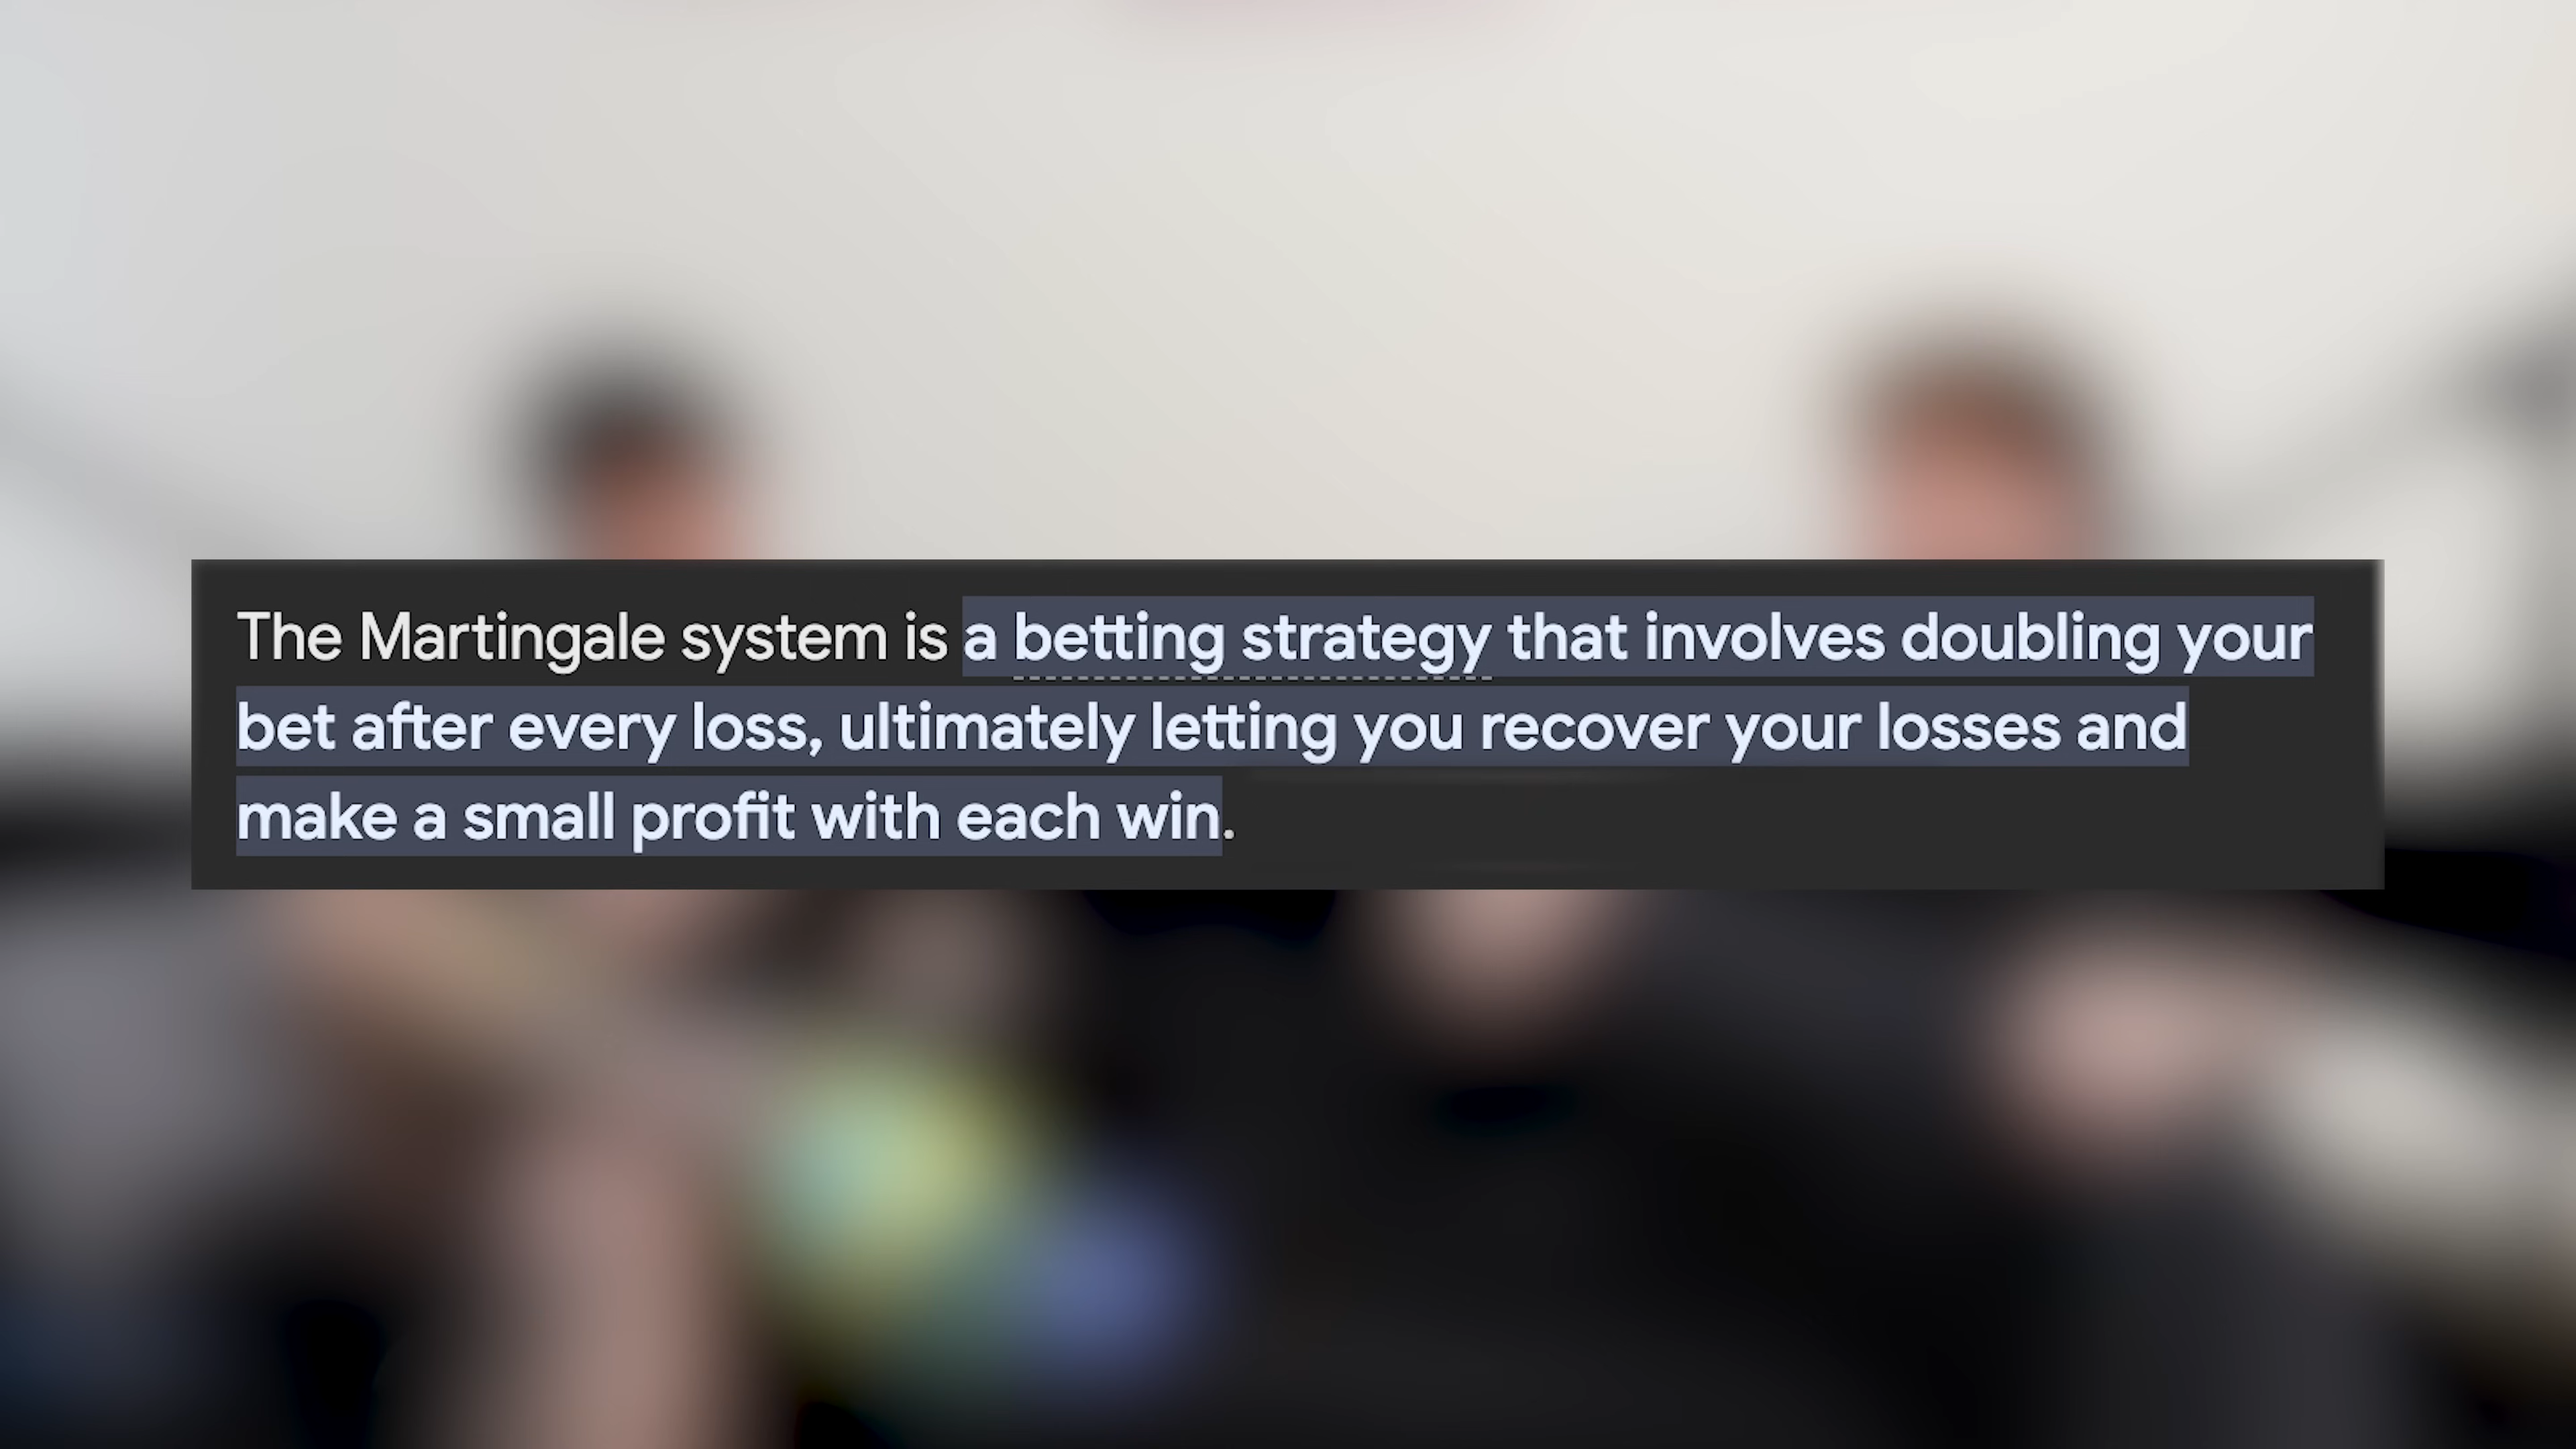 The Martingale system is a betting strategy that involves doubling your
bet after every loss, ultimately letting you recover your losses and
make a small profit with each win.